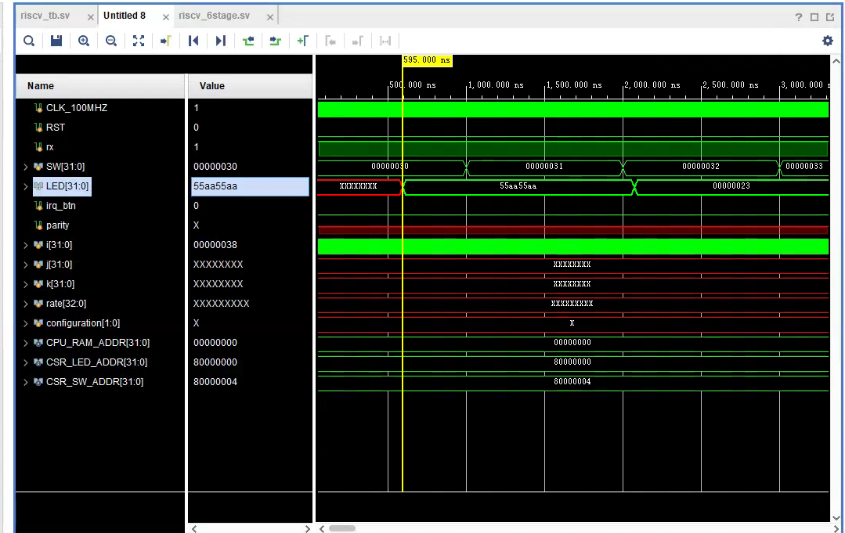 riscv_tb.sv × Untitled 8 × riscv_6stage.sv ×
595.000 ns
Name Value
500.000 ns 1,000.000 ns 1,500.000 ns 2,000.000 ns 2,500.000 ns 3,000.000
CLK_100MHZ 1
RST 0
rx 1
SW[31:0] 00000030 00000030 00000031 00000032 00000033
LED[31:0] 55aa55aa XXXXXXXX 55aa55aa 00000023
irq_btn 0
parity X
i[31:0] 00000038
j[31:0] XXXXXXXX XXXXXXXX
k[31:0] XXXXXXXX XXXXXXXX
rate[32:0] XXXXXXXXX XXXXXXXXX
configuration[1:0] X X
CPU_RAM_ADDR[31:0] 00000000 00000000
CSR_LED_ADDR[31:0] 80000000 80000000
CSR_SW_ADDR[31:0] 80000004 80000004